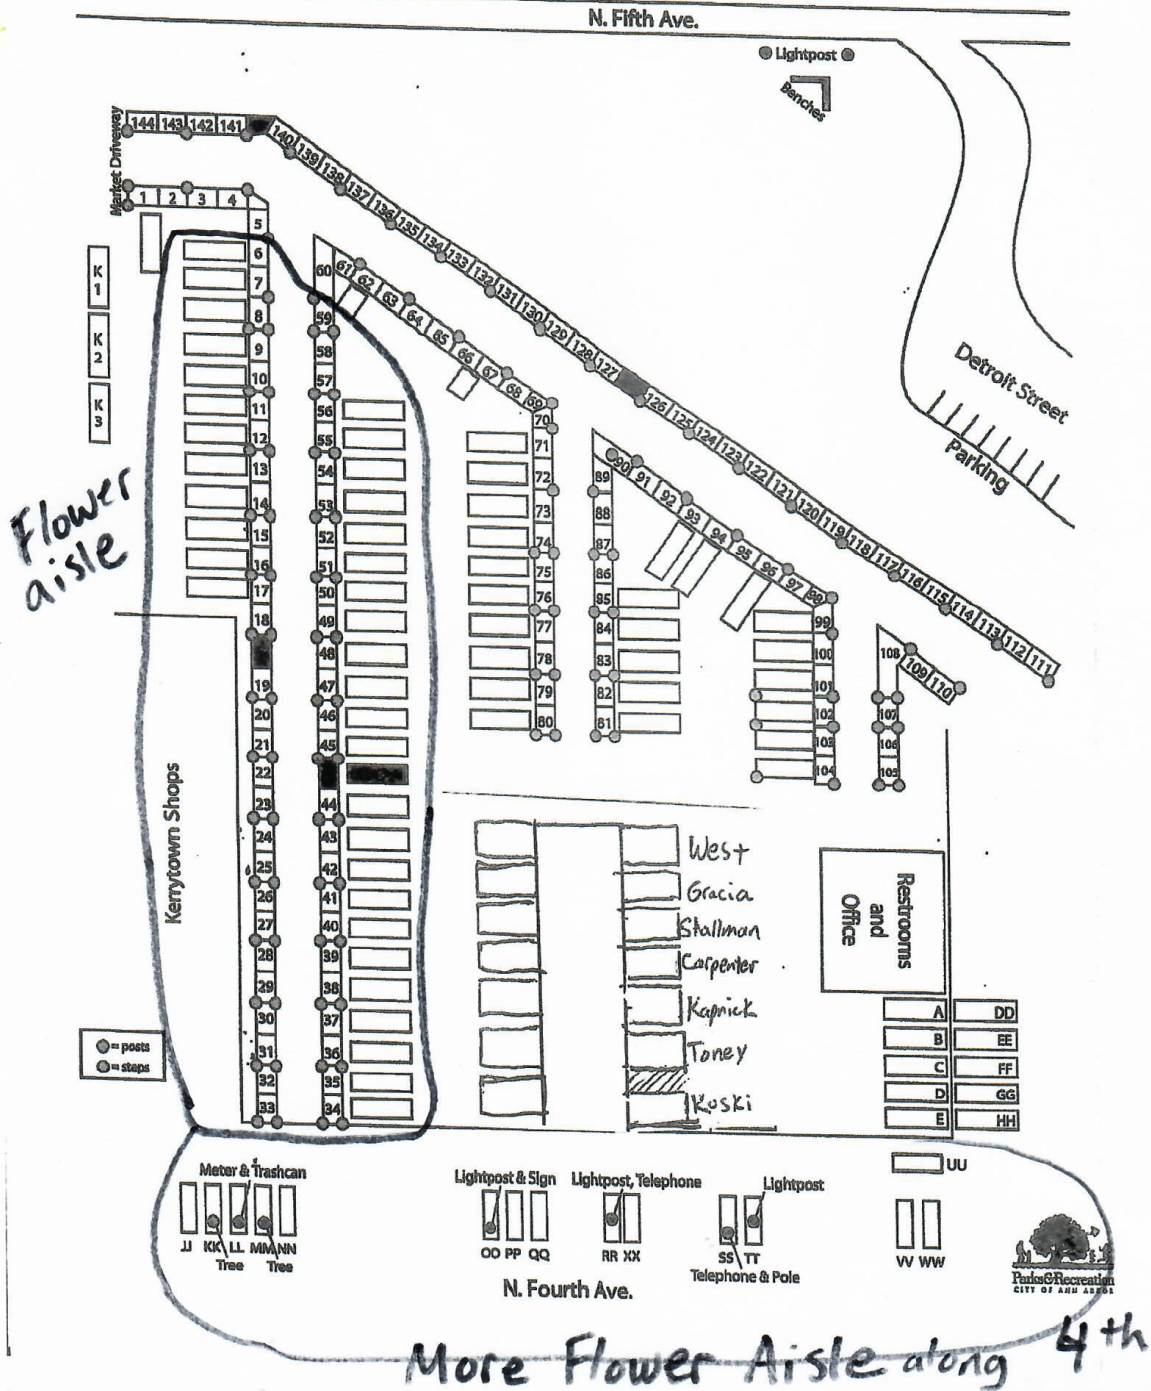 N. Fifth Ave.
Lightpost
Benches
Market Driveway
144 143 142 141
140 139 138 137 136 135 134 133 132 131 130 129 128 127
126 125 124 123 122 121 120 119 118 117 116 115 114 113 112 111
1 2 3 4
5
6
7
8
9
10
11
12
13
14
15
16
17
18
19
20
21
22
23
24
25
26
27
28
29
30
31
32
33
K1
K2
K3
60
59
58
57
56
55
54
53
52
51
50
49
48
47
46
45
44
43
42
41
40
39
38
37
36
35
34
61 62 63 64 65 66 67 68 69
70
71
72
73
74
75
76
77
78
79
80
89
88
87
86
85
84
83
82
81
90 91 92 93 94 95 96 97 98
99
100
101
102
103
104
108
109 110
107
106
105
Detroit Street
Parking
Flower
aisle
Kerrytown Shops
West
Gracia
Stallman
Carpenter
Kapnick
Toney
Koski
Restrooms
and
Office
A DD
B EE
C FF
D GG
E HH
UU
= posts
= steps
Meter & Trashcan
JJ KK LL MM NN
Tree Tree
Lightpost & Sign
OO PP QQ
Lightpost, Telephone
RR XX
Lightpost
SS TT
Telephone & Pole
VV WW
N. Fourth Ave.
Parks & Recreation
CITY OF ANN ARBOR
More Flower Aisle along 4th